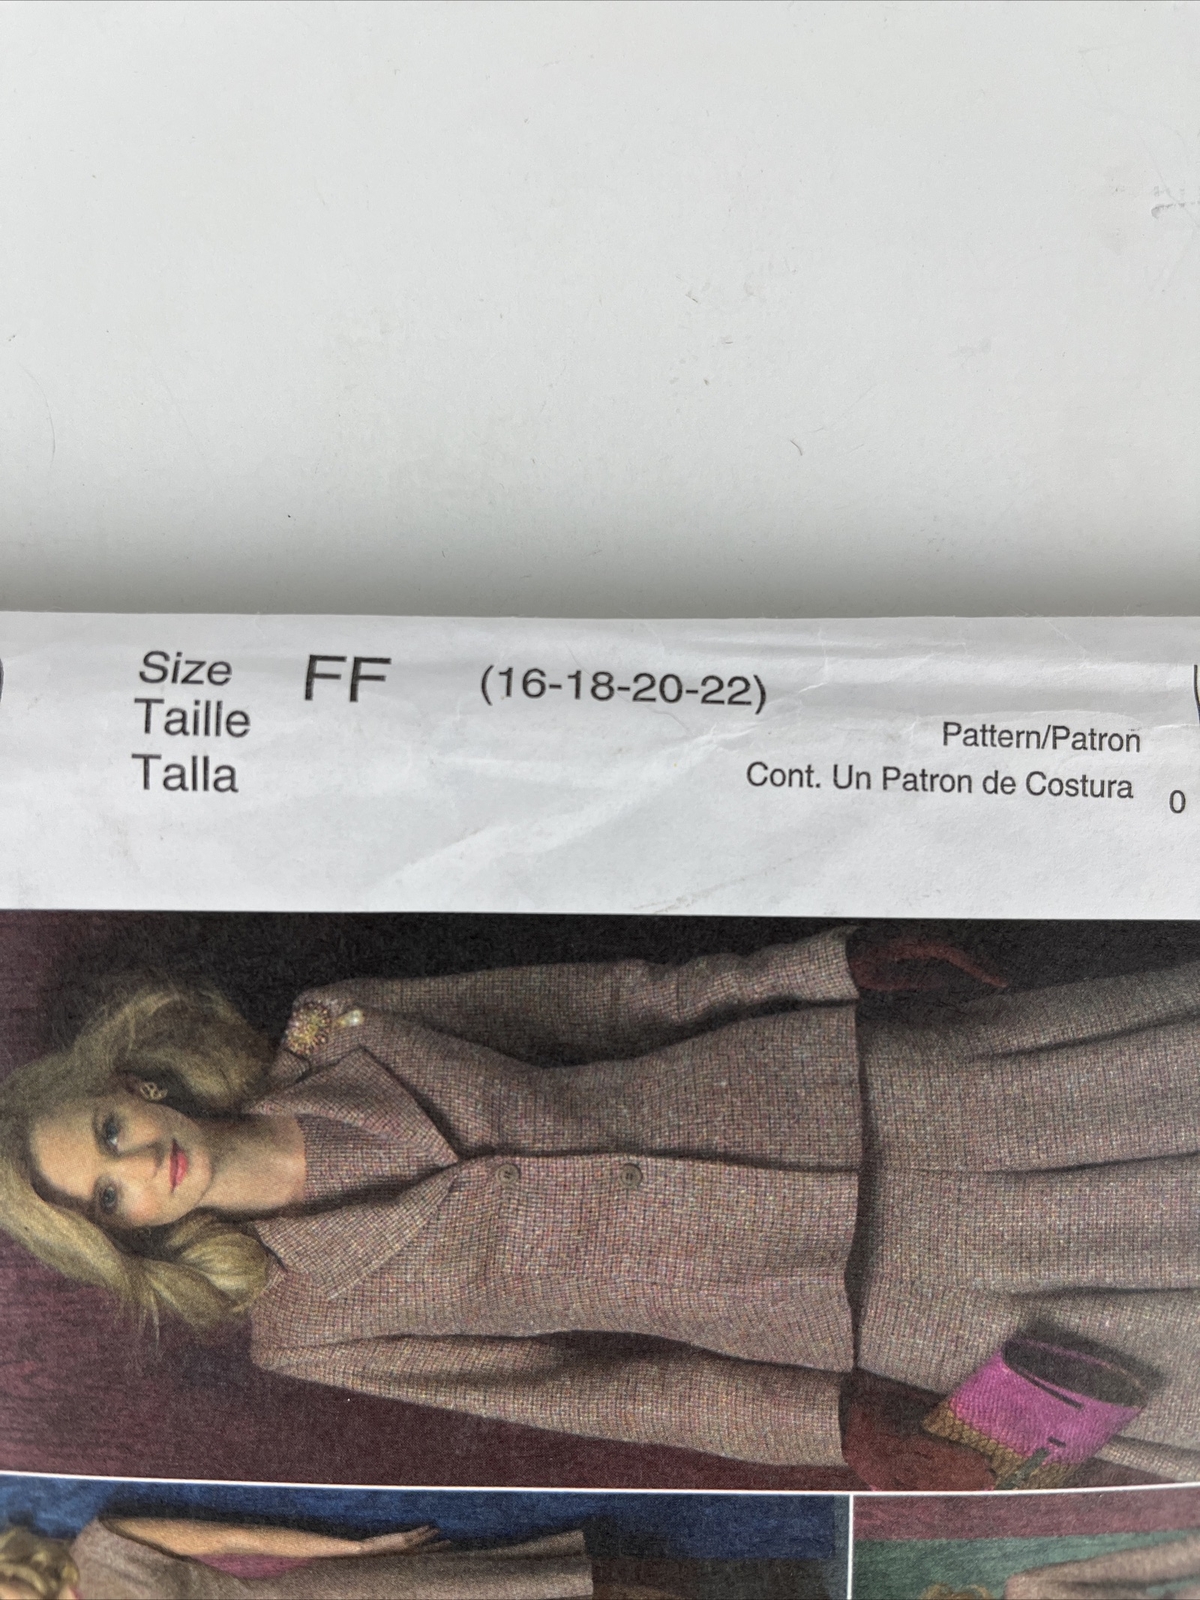 Size FF (16-18-20-22)
Taille
Talla
Pattern/Patron
Cont. Un Patron de Costura
0